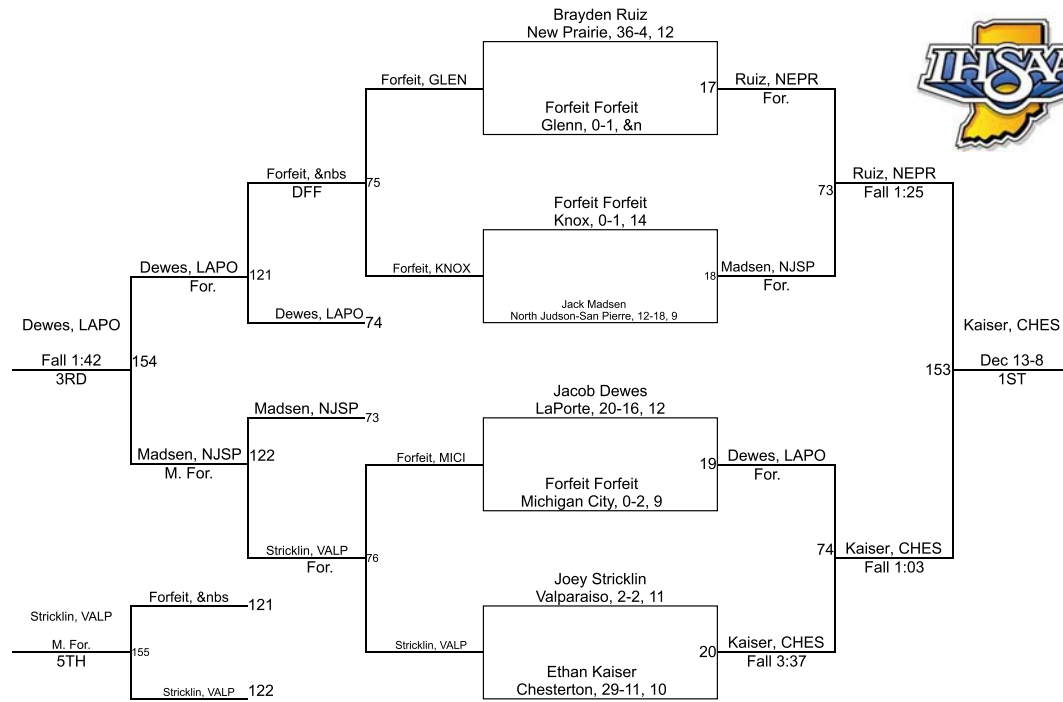 Brayden Ruiz
New Prairie, 36-4, 12
IHSAA
Forfeit, GLEN
17
Ruiz, NEPR
For.
Forfeit Forfeit
Glenn, 0-1, &n
Forfeit, &nbs
DFF
75
73
Ruiz, NEPR
Fall 1:25
Forfeit Forfeit
Knox, 0-1, 14
Dewes, LAPO
For.
121
Forfeit, KNOX
18
Madsen, NJSP
For.
Jack Madsen
North Judson-San Pierre, 12-18, 9
Dewes, LAPO
74
Dewes, LAPO
Fall 1:42
3RD
154
Kaiser, CHES
153
Dec 13-8
1ST
Jacob Dewes
LaPorte, 20-16, 12
Madsen, NJSP
73
Madsen, NJSP
M. For.
122
Forfeit, MICI
19
Dewes, LAPO
For.
Forfeit Forfeit
Michigan City, 0-2, 9
Stricklin, VALP
For.
76
74
Kaiser, CHES
Fall 1:03
Joey Stricklin
Valparaiso, 2-2, 11
Forfeit, &nbs
121
Stricklin, VALP
M. For.
5TH
155
Stricklin, VALP
20
Kaiser, CHES
Fall 3:37
Ethan Kaiser
Chesterton, 29-11, 10
Stricklin, VALP
122